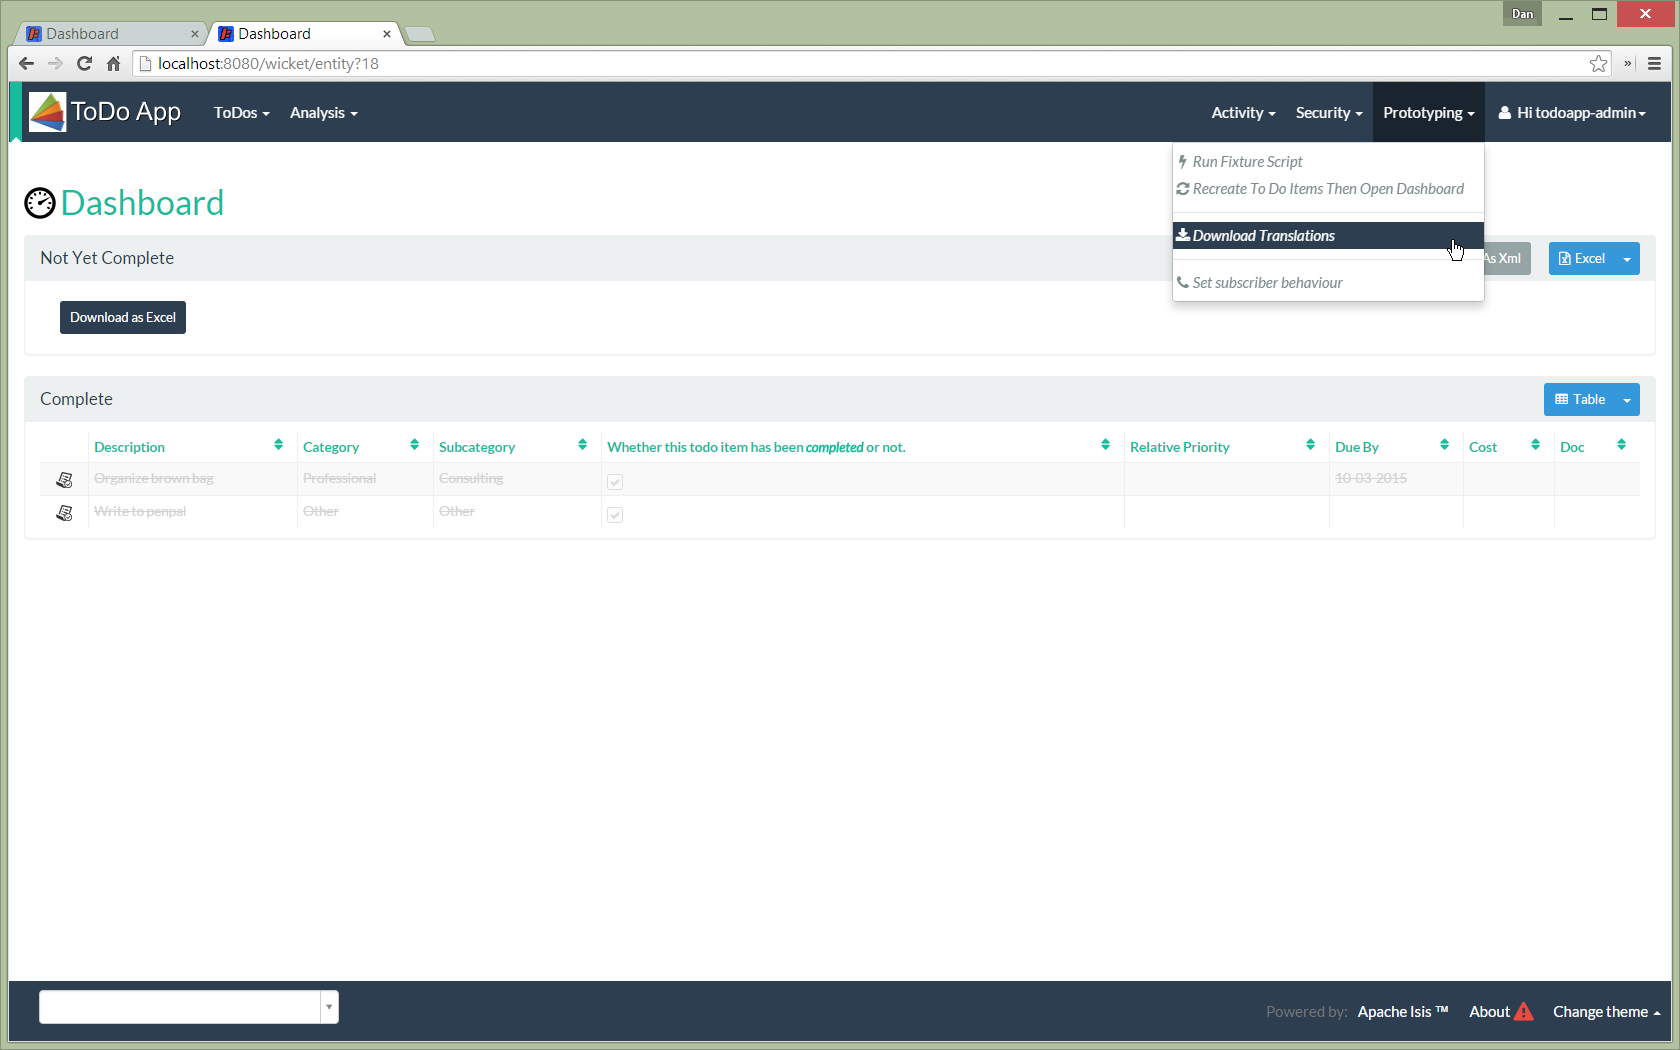 Dan
Dashboard
Dashboard
localhost:8080/wicket/entity?18
ToDo App
ToDos
Analysis
Activity
Security
Prototyping
Hi todoapp-admin
Run Fixture Script
Recreate To Do Items Then Open Dashboard
Download Translations
Set subscriber behaviour
Dashboard
Not Yet Complete
As Xml
Excel
Download as Excel
Complete
Table
Description Category Subcategory Whether this todo item has been completed or not. Relative Priority Due By Cost Doc
Organize brown bag Professional Consulting 10-03-2015
Write to penpal Other Other
Powered by: Apache Isis ™ About Change theme